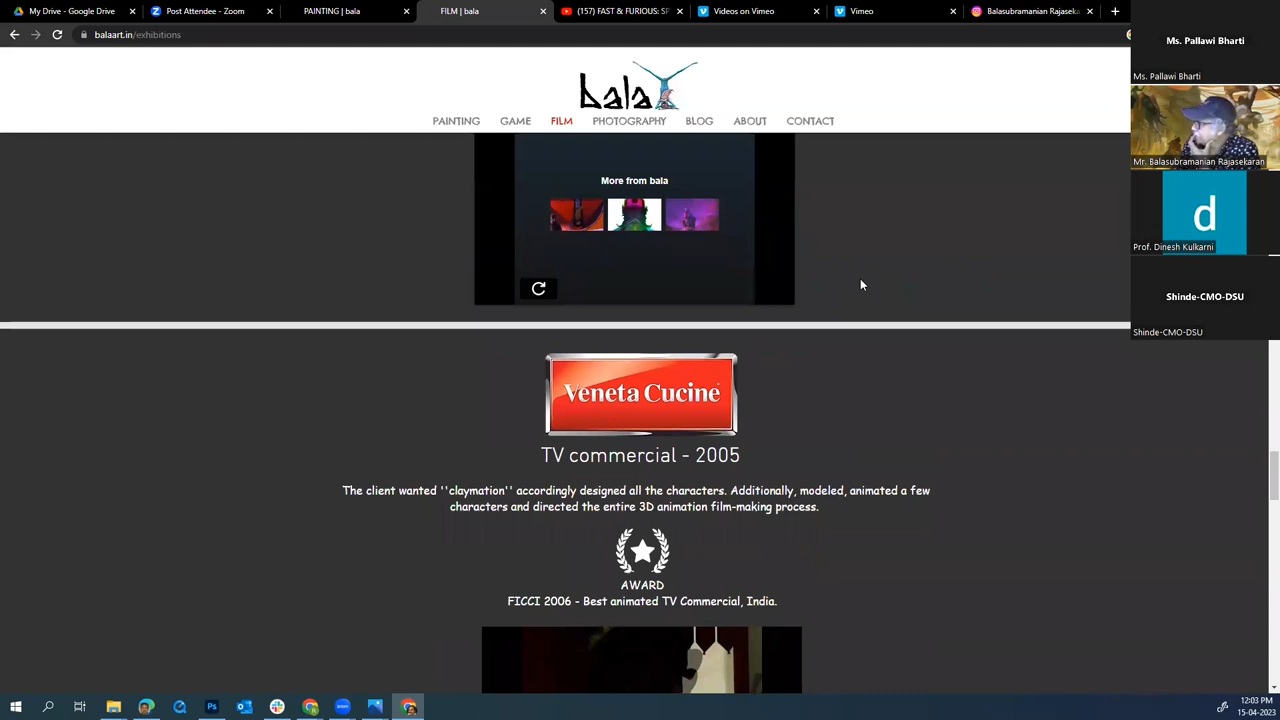 My Drive - Google Drive
Post Attendee - Zoom
PAINTING | bala
FILM | bala
(157) FAST & FURIOUS: SP
Videos on Vimeo
Vimeo
Balasubramanian Rajaseka
balaart.in/exhibitions
bala
PAINTING GAME FILM PHOTOGRAPHY BLOG ABOUT CONTACT
More from bala
Veneta Cucine
TV commercial - 2005
The client wanted ''claymation'' accordingly designed all the characters. Additionally, modeled, animated a few
characters and directed the entire 3D animation film-making process.
AWARD
FICCI 2006 - Best animated TV Commercial, India.
Ms. Pallawi Bharti
Ms. Pallawi Bharti
Mr. Balasubramanian Rajasekaran
d
Prof. Dinesh Kulkarni
Shinde-CMO-DSU
Shinde-CMO-DSU
zoom
12:03 PM
15-04-2023